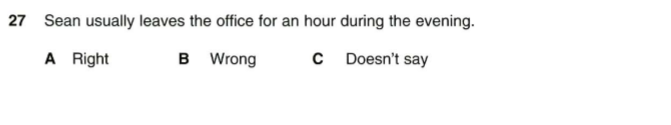 27 Sean usually leaves the office for an hour during the evening.
A Right B Wrong C Doesn't say